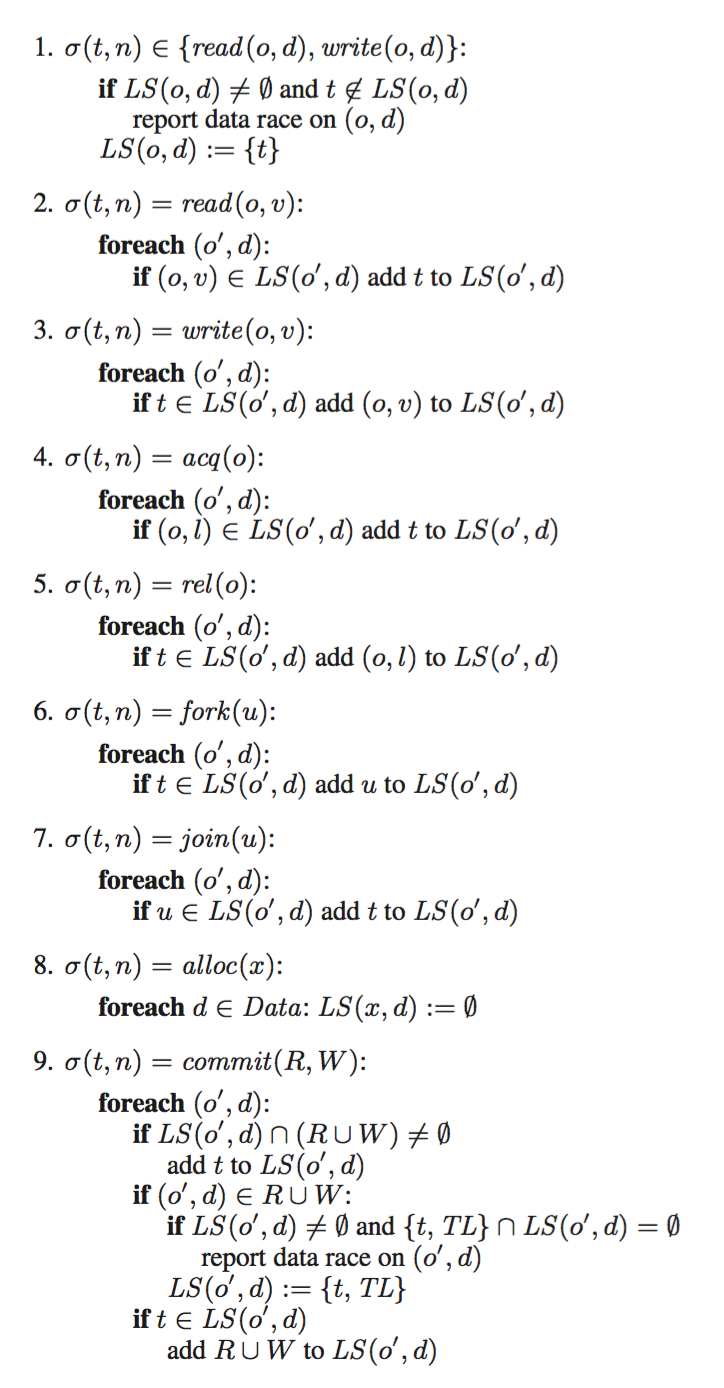 1. σ(t, n) ∈ {read(o, d), write(o, d)}:
if LS(o, d) ≠ ∅ and t ∉ LS(o, d)
report data race on (o, d)
LS(o, d) := {t}
2. σ(t, n) = read(o, v):
foreach (o′, d):
if (o, v) ∈ LS(o′, d) add t to LS(o′, d)
3. σ(t, n) = write(o, v):
foreach (o′, d):
if t ∈ LS(o′, d) add (o, v) to LS(o′, d)
4. σ(t, n) = acq(o):
foreach (o′, d):
if (o, l) ∈ LS(o′, d) add t to LS(o′, d)
5. σ(t, n) = rel(o):
foreach (o′, d):
if t ∈ LS(o′, d) add (o, l) to LS(o′, d)
6. σ(t, n) = fork(u):
foreach (o′, d):
if t ∈ LS(o′, d) add u to LS(o′, d)
7. σ(t, n) = join(u):
foreach (o′, d):
if u ∈ LS(o′, d) add t to LS(o′, d)
8. σ(t, n) = alloc(x):
foreach d ∈ Data: LS(x, d) := ∅
9. σ(t, n) = commit(R, W):
foreach (o′, d):
if LS(o′, d) ∩ (R ∪ W) ≠ ∅
add t to LS(o′, d)
if (o′, d) ∈ R ∪ W:
if LS(o′, d) ≠ ∅ and {t, TL} ∩ LS(o′, d) = ∅
report data race on (o′, d)
LS(o′, d) := {t, TL}
if t ∈ LS(o′, d)
add R ∪ W to LS(o′, d)